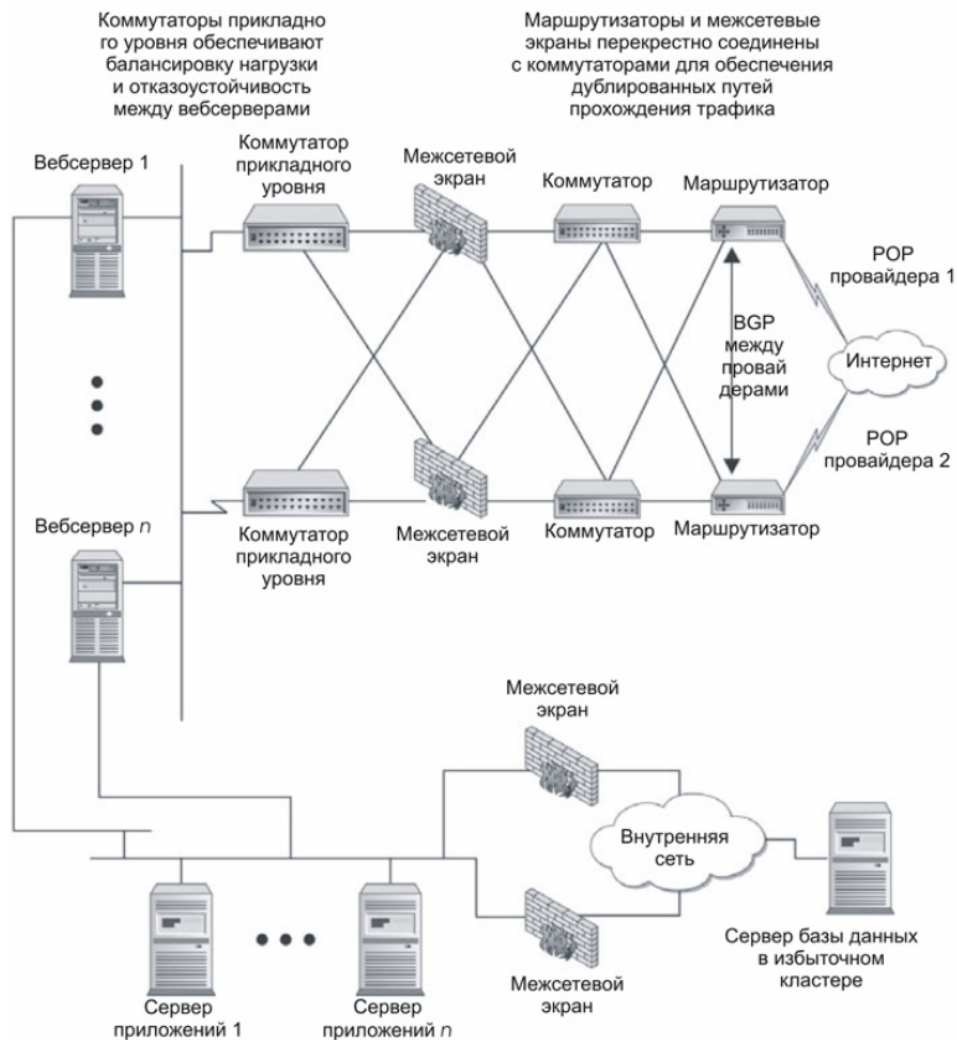 Коммутаторы прикладно
го уровня обеспечивают
балансировку нагрузки
и отказоустойчивость
между вебсерверами
Маршрутизаторы и межсетевые
экраны перекрестно соединены
с коммутаторами для обеспечения
дублированных путей
прохождения трафика
Вебсервер 1
Коммутатор
прикладного
уровня
Межсетевой
экран
Коммутатор
Маршрутизатор
POP
провайдера 1
BGP
между
провай
дерами
Интернет
POP
провайдера 2
Вебсервер n
Коммутатор
прикладного
уровня
Межсетевой
экран
Коммутатор
Маршрутизатор
Межсетевой
экран
Внутренняя
сеть
Сервер базы данных
в избыточном
кластере
Межсетевой
экран
Сервер
приложений 1
Сервер
приложений n